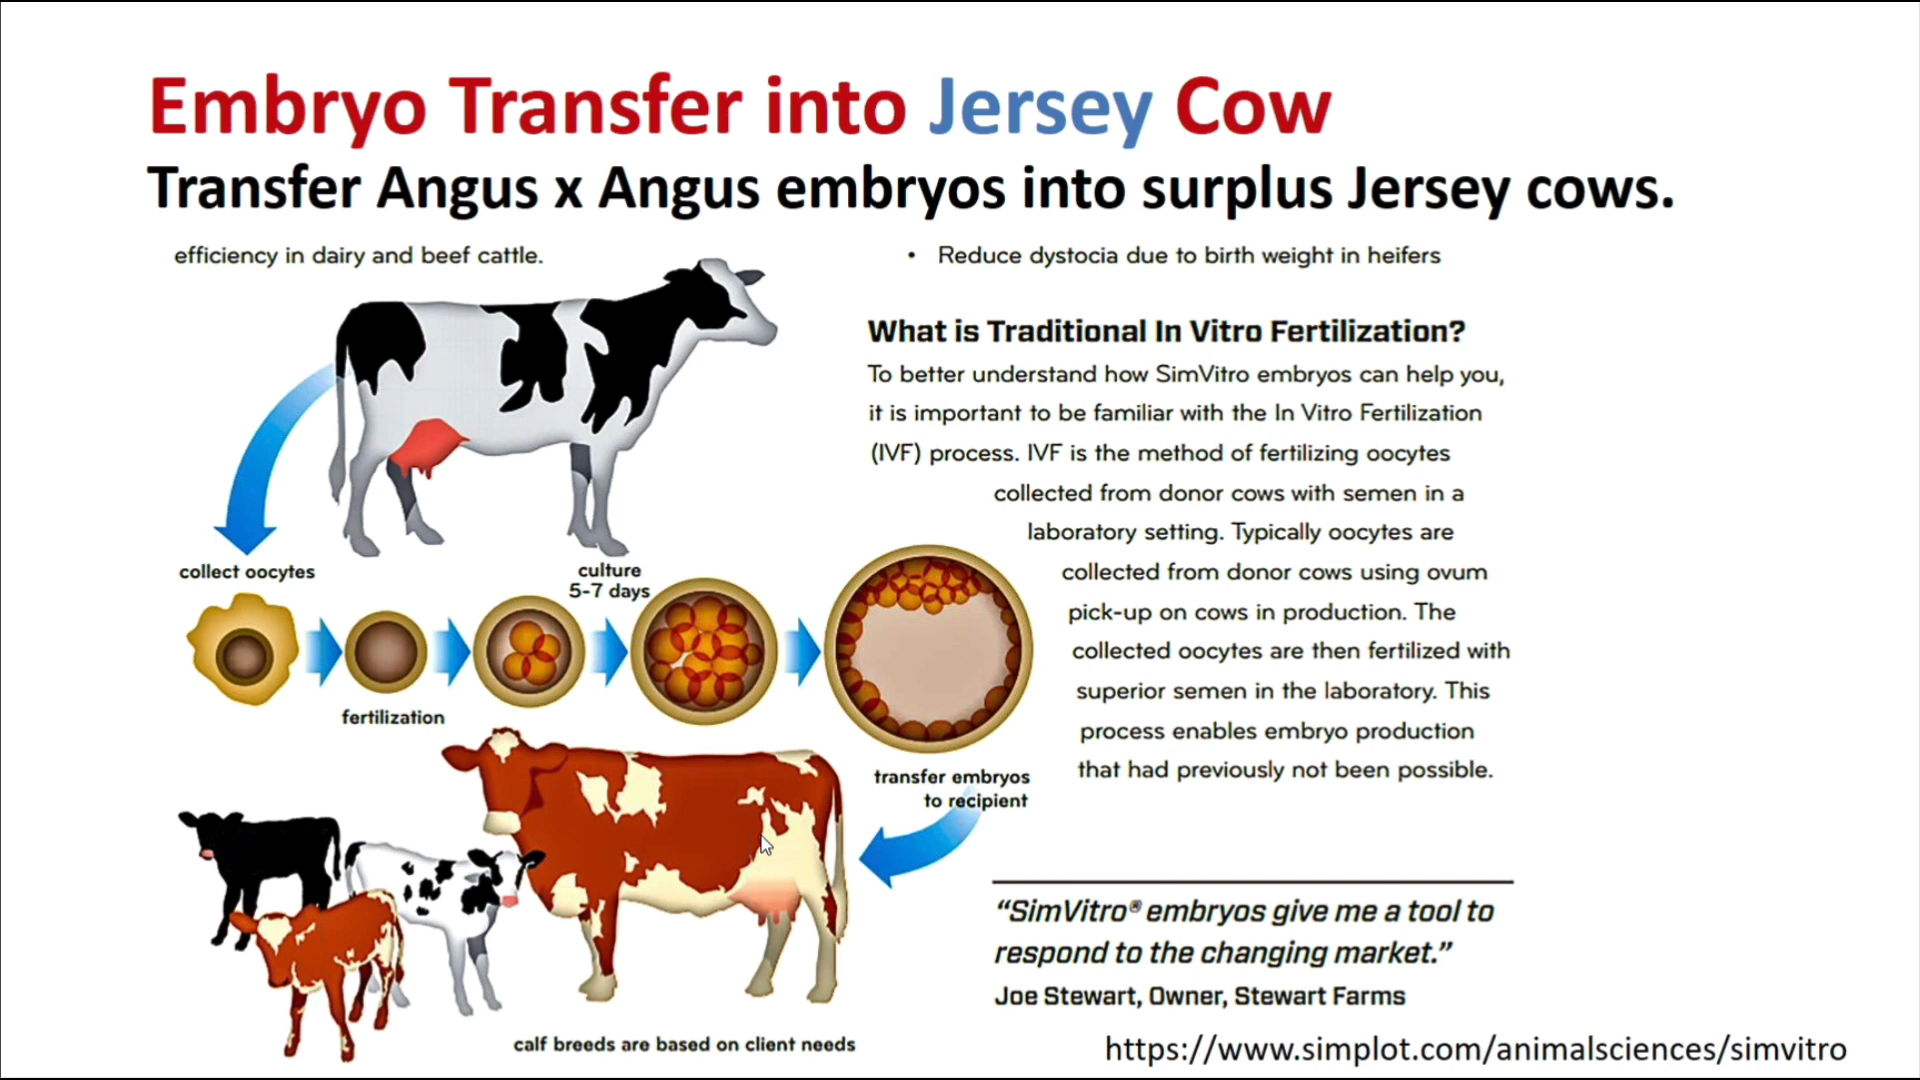 Embryo Transfer into Jersey Cow
Transfer Angus x Angus embryos into surplus Jersey cows.
efficiency in dairy and beef cattle.
• Reduce dystocia due to birth weight in heifers
What is Traditional In Vitro Fertilization?
To better understand how SimVitro embryos can help you,
it is important to be familiar with the In Vitro Fertilization
(IVF) process. IVF is the method of fertilizing oocytes
collected from donor cows with semen in a
laboratory setting. Typically oocytes are
collected from donor cows using ovum
pick-up on cows in production. The
collected oocytes are then fertilized with
superior semen in the laboratory. This
process enables embryo production
that had previously not been possible.
collect oocytes
culture
5-7 days
fertilization
transfer embryos
to recipient
calf breeds are based on client needs
“SimVitro® embryos give me a tool to
respond to the changing market.”
Joe Stewart, Owner, Stewart Farms
https://www.simplot.com/animalsciences/simvitro